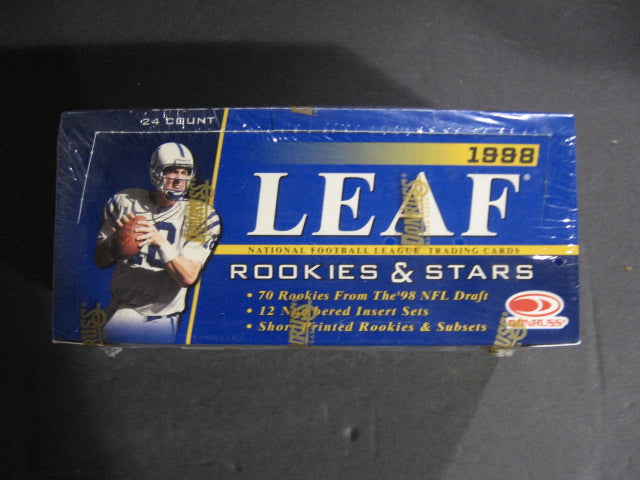 24 COUNT
1998
LEAF®
NATIONAL FOOTBALL LEAGUE TRADING CARDS
ROOKIES & STARS
• 70 Rookies From The '98 NFL Draft
• 12 Numbered Insert Sets
• Short Printed Rookies & Subsets
DONRUSS®